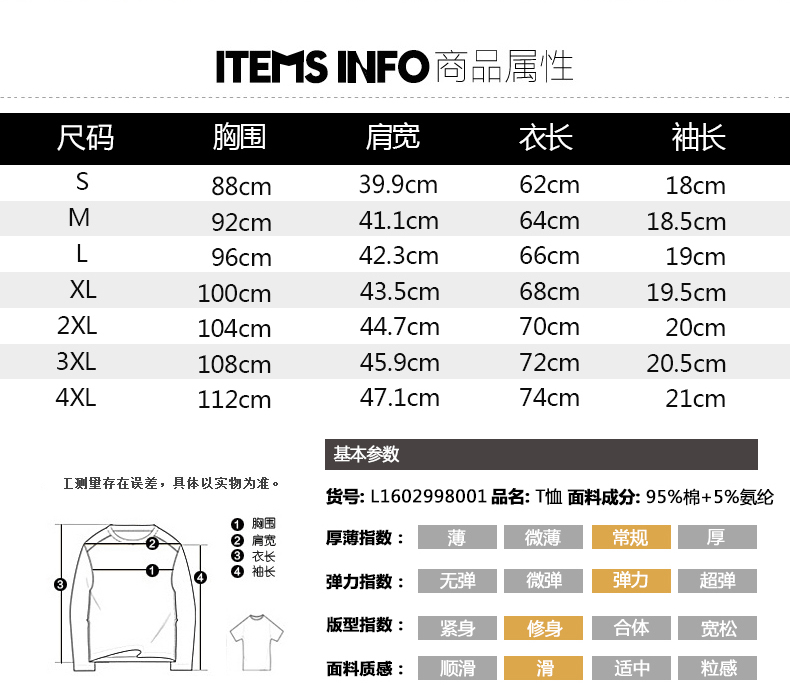 ITEMS INFO 商品属性
尺码 胸围 肩宽 衣长 袖长
S 88cm 39.9cm 62cm 18cm
M 92cm 41.1cm 64cm 18.5cm
L 96cm 42.3cm 66cm 19cm
XL 100cm 43.5cm 68cm 19.5cm
2XL 104cm 44.7cm 70cm 20cm
3XL 108cm 45.9cm 72cm 20.5cm
4XL 112cm 47.1cm 74cm 21cm
基本参数
工测量存在误差，具体以实物为准。
货号: L1602998001 品名: T恤 面料成分: 95%棉+5%氨纶
1 胸围
2 肩宽
3 衣长
4 袖长
2
1
3
4
厚薄指数： 薄 微薄 常规 厚
弹力指数： 无弹 微弹 弹力 超弹
版型指数： 紧身 修身 合体 宽松
面料质感： 顺滑 滑 适中 粒感